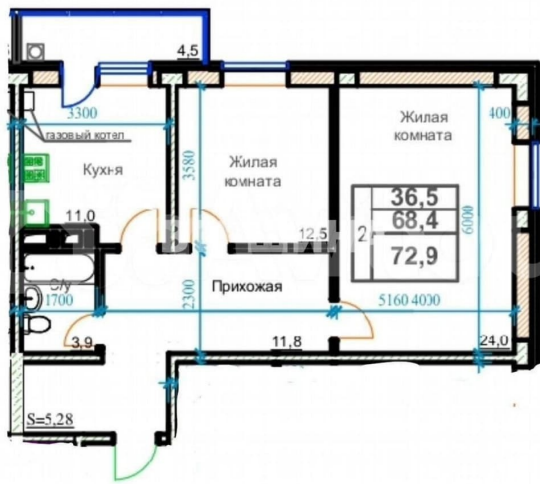 4,5
3300
400
газовый котел
Жилая
комната
Кухня
3580
Жилая
комната
36,5
68,4
2
72,9
6000
11.0
12,5
С/у
1700
2300
Прихожая
5160 4000
3,9
11,8
24,0
S=5,28